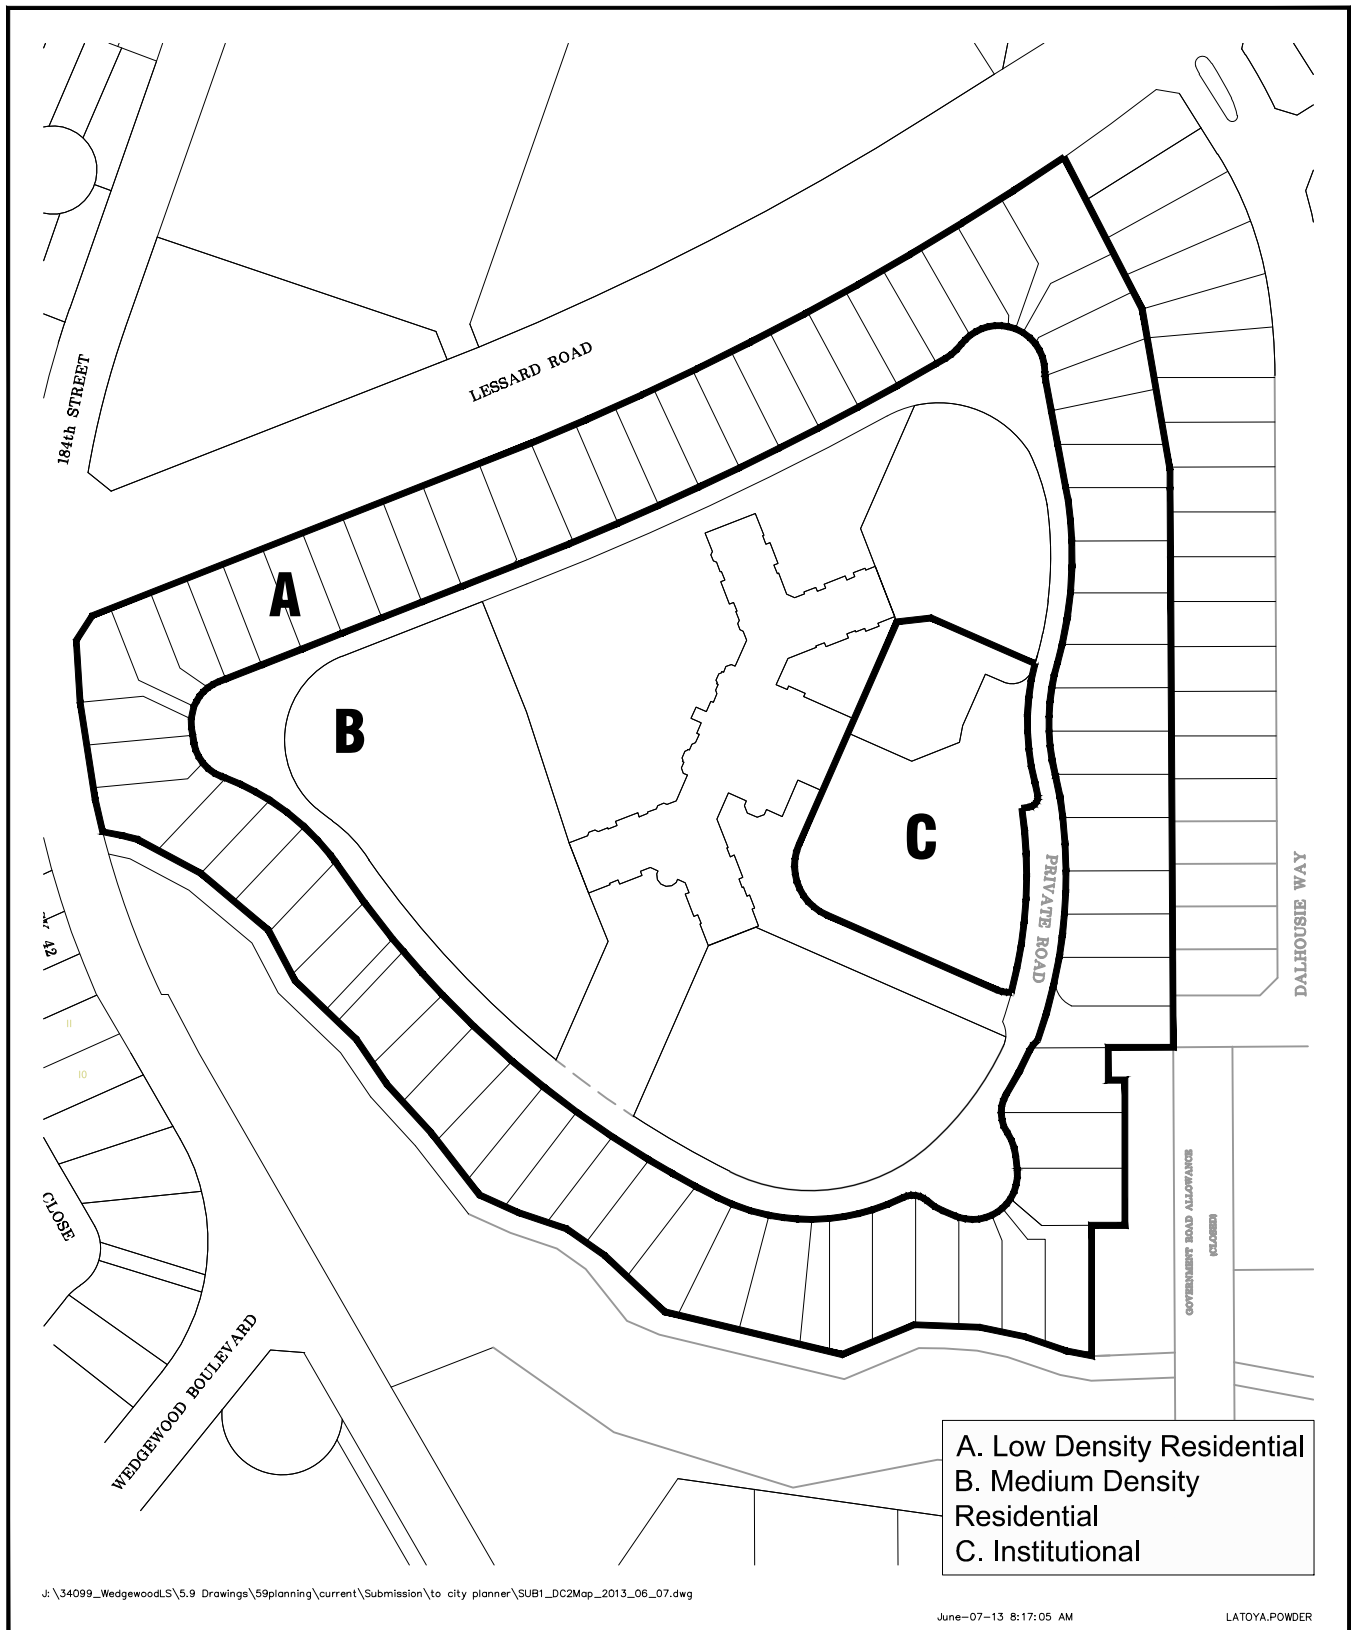 LESSARD ROAD
184th STREET
A
B
C
PRIVATE ROAD
DALHOUSIE WAY
42
11
10
CLOSE
GOVERNMENT ROAD ALLOWANCE
(CLOSED)
WEDGEWOOD BOULEVARD
A. Low Density Residential
B. Medium Density
Residential
C. Institutional
J:\34099_WedgewoodLS\5.9 Drawings\59planning\current\Submission\to city planner\SUB1_DC2Map_2013_06_07.dwg
June-07-13 8:17:05 AM
LATOYA.POWDER